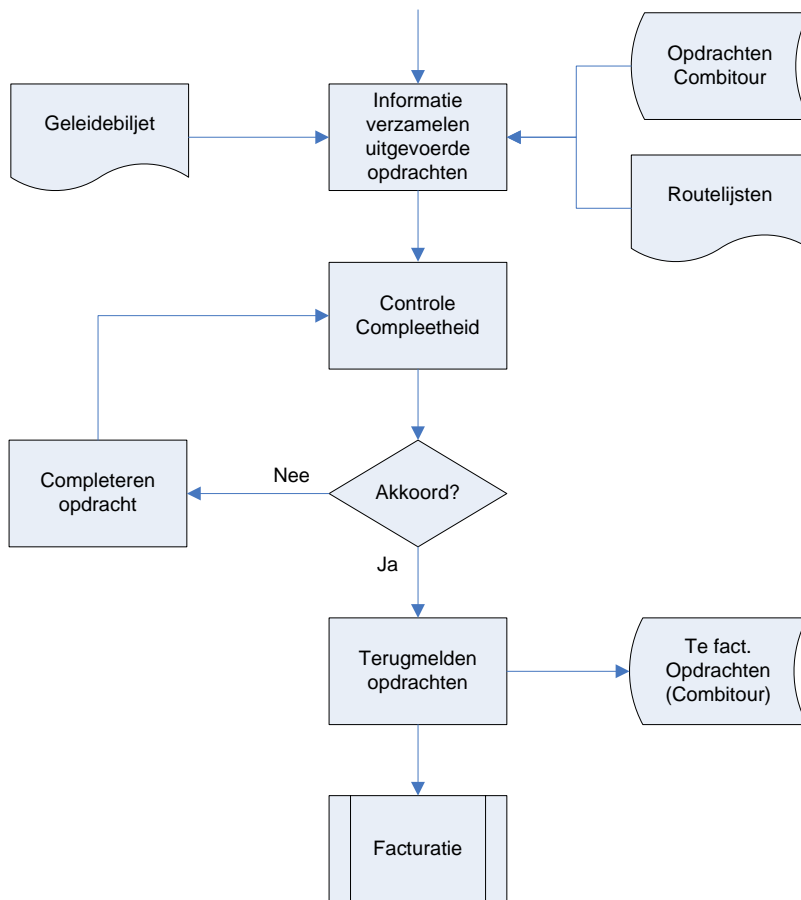 Geleidebiljet
Informatie
verzamelen
uitgevoerde
opdrachten
Opdrachten
Combitour
Routelijsten
Controle
Compleetheid
Completeren
opdracht
Nee
Akkoord?
Ja
Terugmelden
opdrachten
Te fact.
Opdrachten
(Combitour)
Facturatie